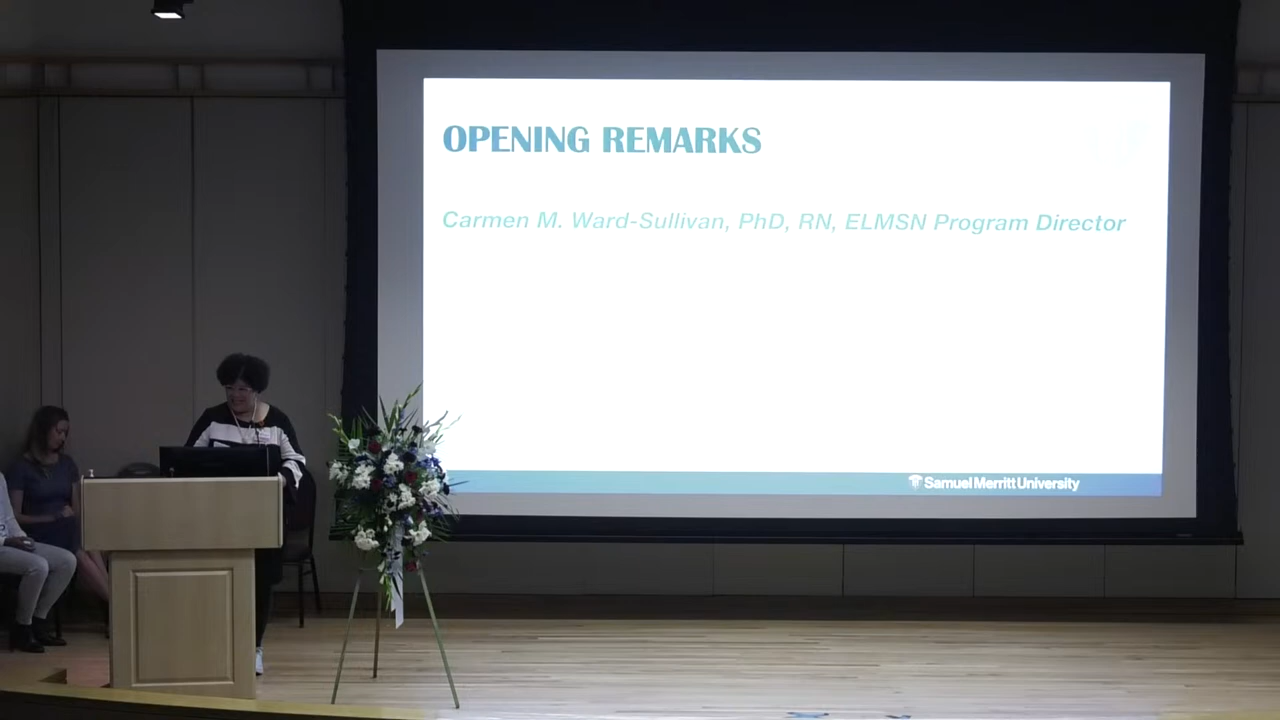 OPENING REMARKS
Carmen M. Ward-Sullivan, PhD, RN, ELMSN Program Director
Samuel Merritt University